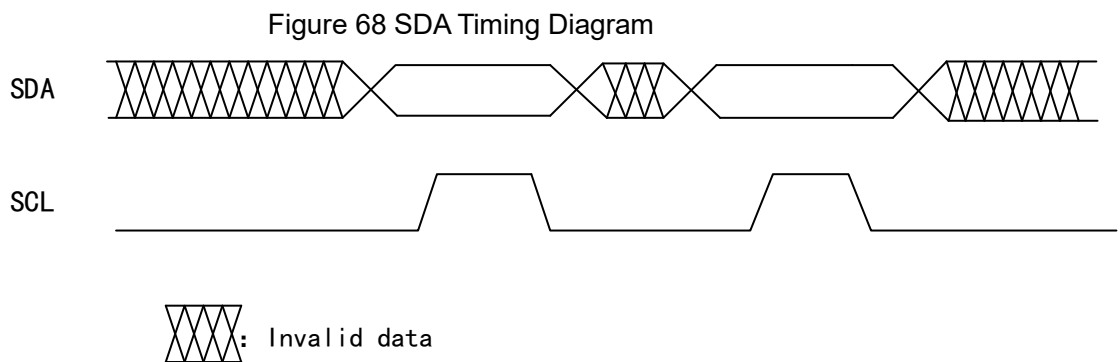 Figure 68 SDA Timing Diagram
SDA
SCL
: Invalid data